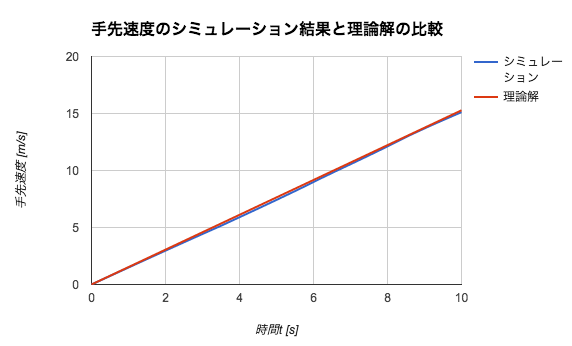 手先速度のシミュレーション結果と理論解の比較
20
15
10
5
0
手先速度 [m/s]
0 2 4 6 8 10
時間t [s]
シミュレー
ション
理論解